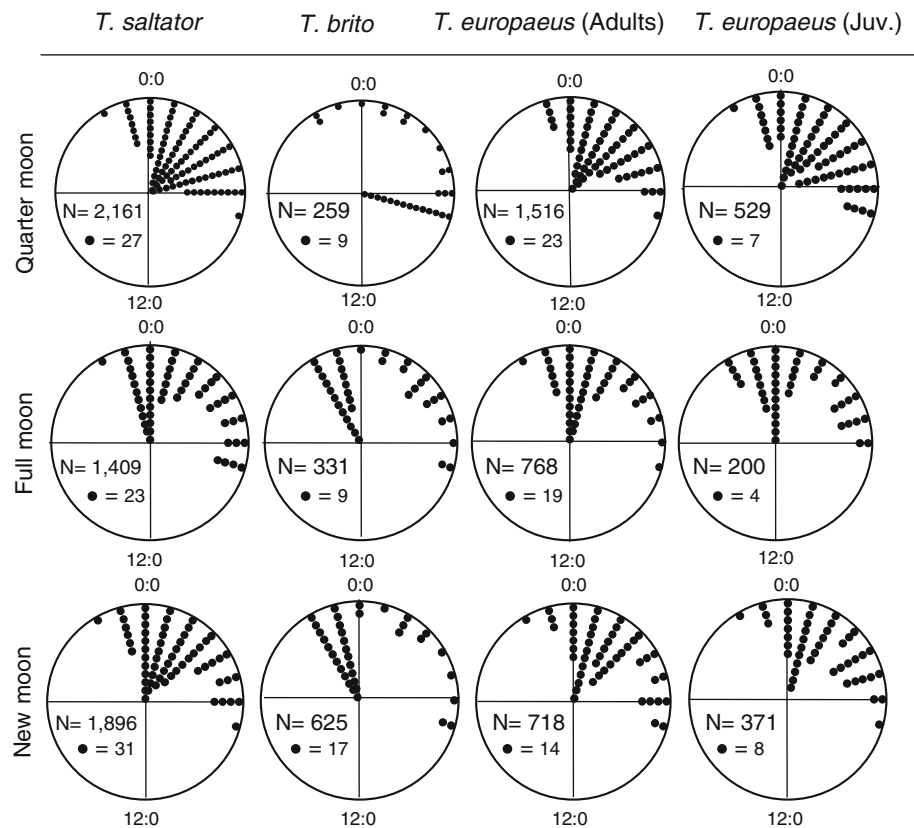 T. saltator T. brito T. europaeus (Adults) T. europaeus (Juv.)
Quarter moon
0:0 0:0 0:0 0:0
N= 2,161 N= 259 N= 1,516 N= 529
= 27 = 9 = 23 = 7
12:0 12:0 12:0 12:0
Full moon
0:0 0:0 0:0 0:0
N= 1,409 N= 331 N= 768 N= 200
= 23 = 9 = 19 = 4
12:0 12:0 12:0 12:0
New moon
0:0 0:0 0:0 0:0
N= 1,896 N= 625 N= 718 N= 371
= 31 = 17 = 14 = 8
12:0 12:0 12:0 12:0